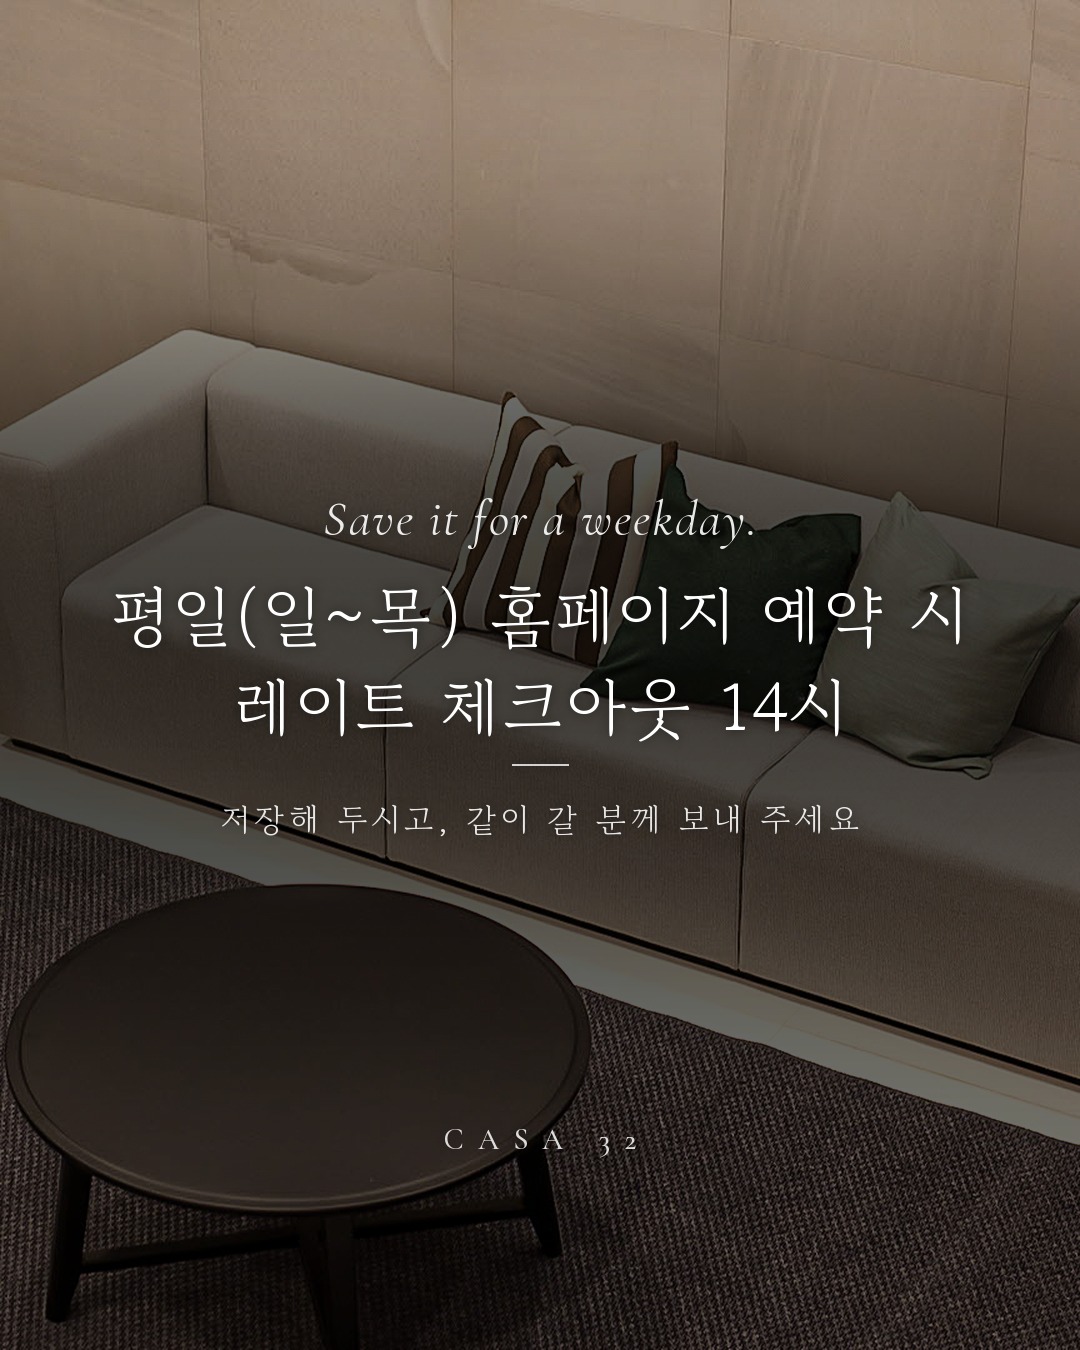 Save it for a weekday.
평일(일~목) 홈페이지 예약 시
레이트 체크아웃 14시
저장해 두시고, 같이 갈 분께 보내 주세요
CASA 32